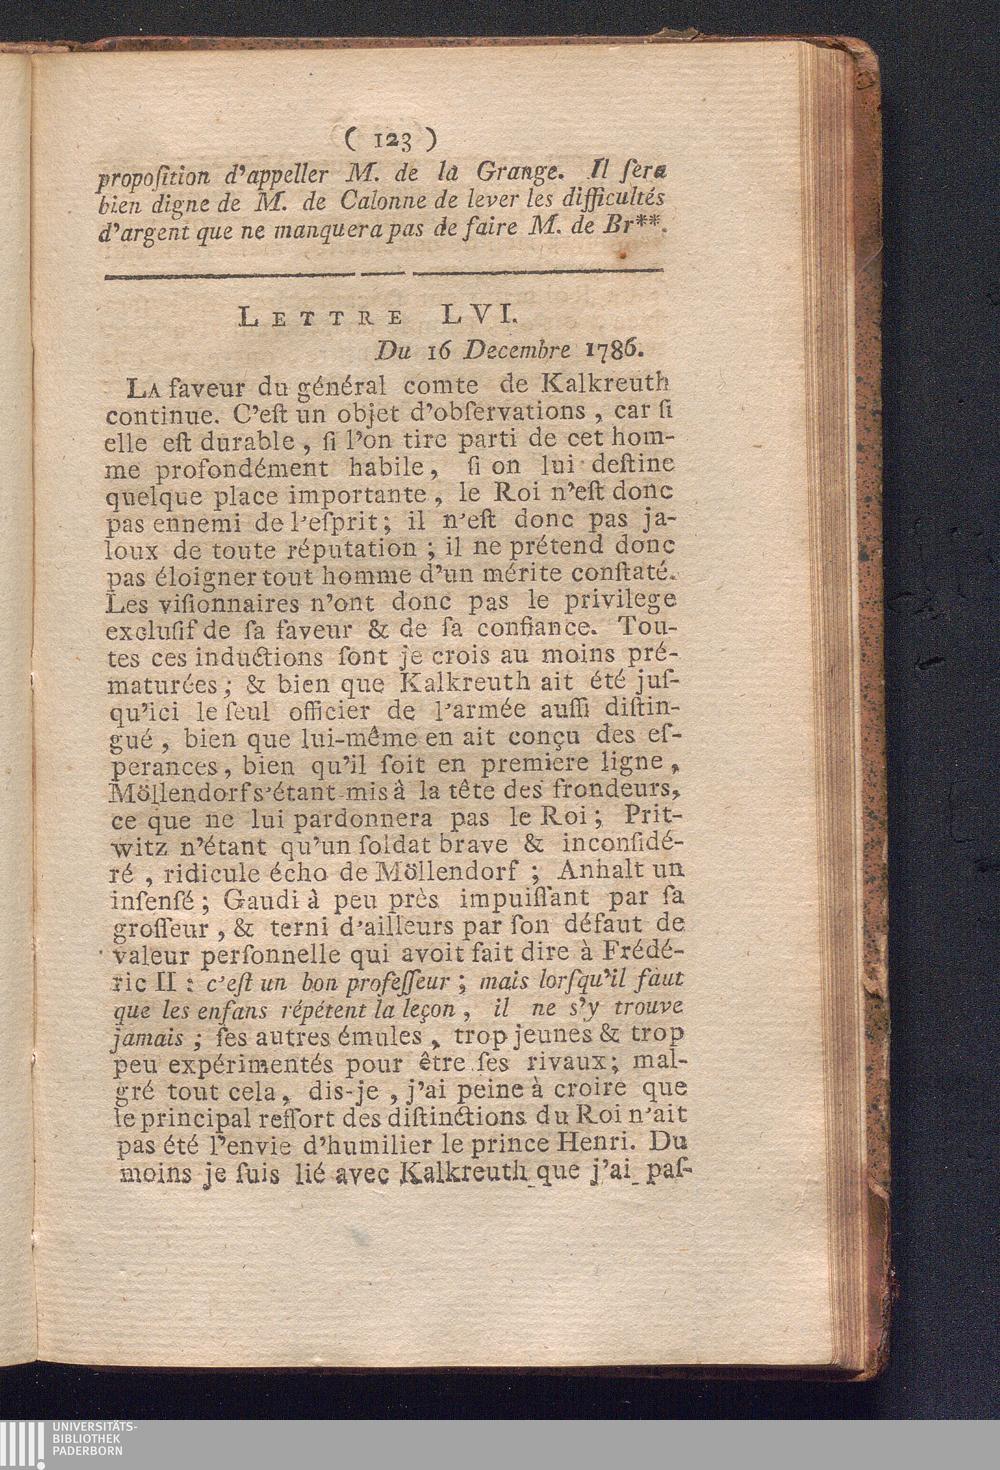 ( 123 )
propoſition d'appeller M. de la Grange. Il ſera
bien digne de M. de Calonne de lever les difficultés
d'argent que ne manquera pas de faire M. de Br**.
LETTRE LVI.
Du 16 Decembre 1786.
LA faveur du général comte de Kalkreuth
continue. C'eſt un objet d'obſervations, car ſi
elle eſt durable, ſi l'on tire parti de cet hom-
me profondément habile, ſi on lui deſtine
quelque place importante, le Roi n'eſt donc
pas ennemi de l'eſprit; il n'eſt donc pas ja-
loux de toute réputation; il ne prétend donc
pas éloigner tout homme d'un mérite conſtaté.
Les viſionnaires n'ont donc pas le privilege
excluſif de ſa faveur & de ſa confiance. Tou-
tes ces inductions ſont je crois au moins pré-
maturées; & bien que Kalkreuth ait été juſ-
qu'ici le ſeul officier de l'armée auſſi diſtin-
gué, bien que lui-même en ait conçu des eſ-
perances, bien qu'il ſoit en premiere ligne,
Möllendorf s'étant mis à la tête des frondeurs,
ce que ne lui pardonnera pas le Roi; Prit-
witz n'étant qu'un ſoldat brave & inconſidé-
ré, ridicule écho de Möllendorf; Anhalt un
inſenſé; Gaudi à peu près impuiſſant par ſa
groſſeur, & terni d'ailleurs par ſon défaut de
valeur perſonnelle qui avoit fait dire à Frédé-
ric II: c'eſt un bon profeſſeur; mais lorſqu'il faut
que les enfans répétent la leçon, il ne s'y trouve
jamais; ſes autres émules, trop jeunes & trop
peu expérimentés pour être ſes rivaux; mal-
gré tout cela, dis-je, j'ai peine à croire que
le principal reſſort des diſtinctions du Roi n'ait
pas été l'envie d'humilier le prince Henri. Du
moins je ſuis lié avec Kalkreuth que j'ai paſ-
UNIVERSITÄTS-
BIBLIOTHEK
PADERBORN